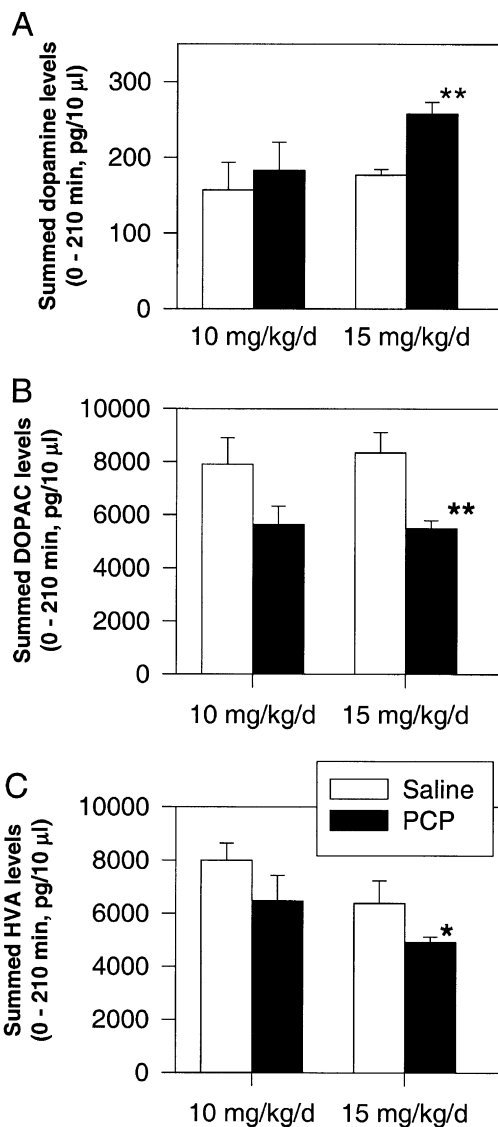 A
Summed dopamine levels
(0 - 210 min, pg/10 µl)
300
200
100
0
**
10 mg/kg/d 15 mg/kg/d
B
Summed DOPAC levels
(0 - 210 min, pg/10 µl)
10000
8000
6000
4000
2000
0
**
10 mg/kg/d 15 mg/kg/d
C
Saline
PCP
Summed HVA levels
(0 - 210 min, pg/10 µl)
10000
8000
6000
4000
2000
0
*
10 mg/kg/d 15 mg/kg/d